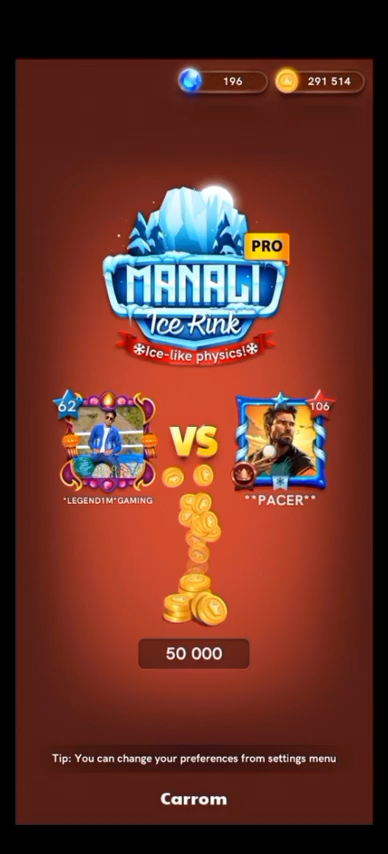 196
291 514
PRO
MANALI
Ice Rink
❄Ice-like physics!❄
62
106
VS
"LEGEND1M"GAMING
**PACER**
50 000
Tip: You can change your preferences from settings menu
Carrom